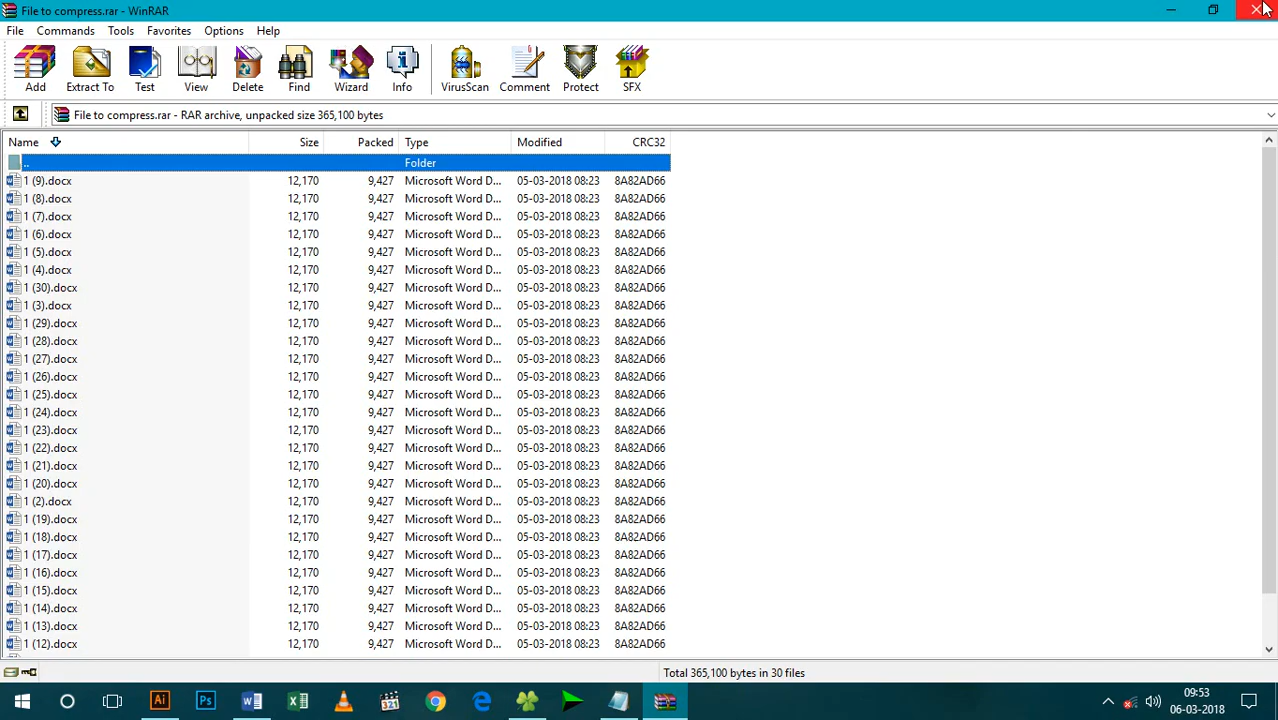 File to compress.rar - WinRAR
File Commands Tools Favorites Options Help
Add Extract To Test View Delete Find Wizard Info VirusScan Comment Protect SFX
File to compress.rar - RAR archive, unpacked size 365,100 bytes
Name Size Packed Type Modified CRC32
.. Folder
1 (9).docx 12,170 9,427 Microsoft Word D... 05-03-2018 08:23 8A82AD66
1 (8).docx 12,170 9,427 Microsoft Word D... 05-03-2018 08:23 8A82AD66
1 (7).docx 12,170 9,427 Microsoft Word D... 05-03-2018 08:23 8A82AD66
1 (6).docx 12,170 9,427 Microsoft Word D... 05-03-2018 08:23 8A82AD66
1 (5).docx 12,170 9,427 Microsoft Word D... 05-03-2018 08:23 8A82AD66
1 (4).docx 12,170 9,427 Microsoft Word D... 05-03-2018 08:23 8A82AD66
1 (30).docx 12,170 9,427 Microsoft Word D... 05-03-2018 08:23 8A82AD66
1 (3).docx 12,170 9,427 Microsoft Word D... 05-03-2018 08:23 8A82AD66
1 (29).docx 12,170 9,427 Microsoft Word D... 05-03-2018 08:23 8A82AD66
1 (28).docx 12,170 9,427 Microsoft Word D... 05-03-2018 08:23 8A82AD66
1 (27).docx 12,170 9,427 Microsoft Word D... 05-03-2018 08:23 8A82AD66
1 (26).docx 12,170 9,427 Microsoft Word D... 05-03-2018 08:23 8A82AD66
1 (25).docx 12,170 9,427 Microsoft Word D... 05-03-2018 08:23 8A82AD66
1 (24).docx 12,170 9,427 Microsoft Word D... 05-03-2018 08:23 8A82AD66
1 (23).docx 12,170 9,427 Microsoft Word D... 05-03-2018 08:23 8A82AD66
1 (22).docx 12,170 9,427 Microsoft Word D... 05-03-2018 08:23 8A82AD66
1 (21).docx 12,170 9,427 Microsoft Word D... 05-03-2018 08:23 8A82AD66
1 (20).docx 12,170 9,427 Microsoft Word D... 05-03-2018 08:23 8A82AD66
1 (2).docx 12,170 9,427 Microsoft Word D... 05-03-2018 08:23 8A82AD66
1 (19).docx 12,170 9,427 Microsoft Word D... 05-03-2018 08:23 8A82AD66
1 (18).docx 12,170 9,427 Microsoft Word D... 05-03-2018 08:23 8A82AD66
1 (17).docx 12,170 9,427 Microsoft Word D... 05-03-2018 08:23 8A82AD66
1 (16).docx 12,170 9,427 Microsoft Word D... 05-03-2018 08:23 8A82AD66
1 (15).docx 12,170 9,427 Microsoft Word D... 05-03-2018 08:23 8A82AD66
1 (14).docx 12,170 9,427 Microsoft Word D... 05-03-2018 08:23 8A82AD66
1 (13).docx 12,170 9,427 Microsoft Word D... 05-03-2018 08:23 8A82AD66
1 (12).docx 12,170 9,427 Microsoft Word D... 05-03-2018 08:23 8A82AD66
Total 365,100 bytes in 30 files
Ai Ps 321 09:53
06-03-2018